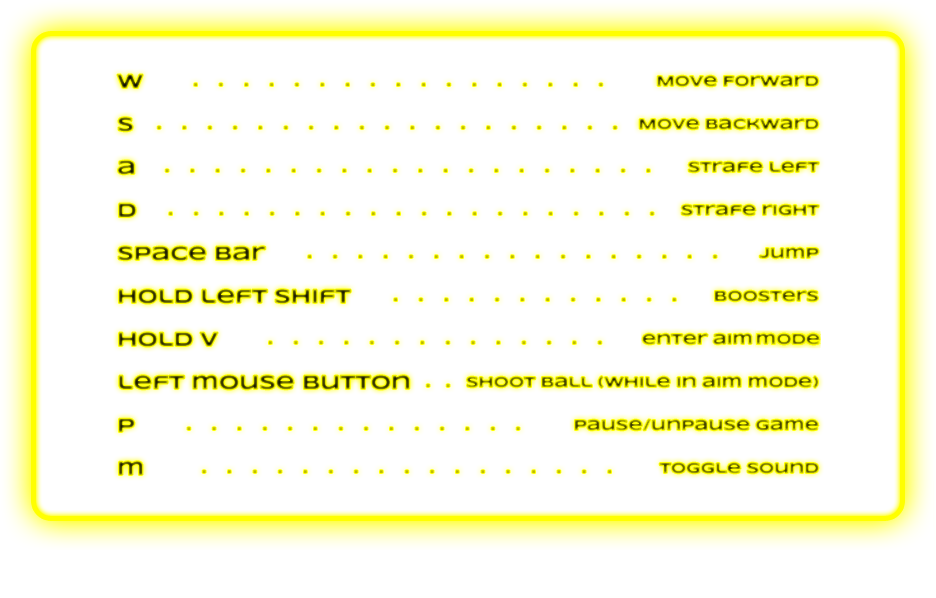 W . . . . . . . . . . . . . . . . . Move Forward
S . . . . . . . . . . . . . . . . . . . Move Backward
A . . . . . . . . . . . . . . . . . . . . Strafe Left
D . . . . . . . . . . . . . . . . . . . . Strafe Right
Space Bar . . . . . . . . . . . . . . . . . Jump
Hold Left Shift . . . . . . . . . . . . Boosters
Hold V . . . . . . . . . . . . . . Enter Aim Mode
Left Mouse Button . . Shoot Ball (While in Aim Mode)
P . . . . . . . . . . . . . . Pause/Unpause Game
M . . . . . . . . . . . . . . . . . Toggle Sound